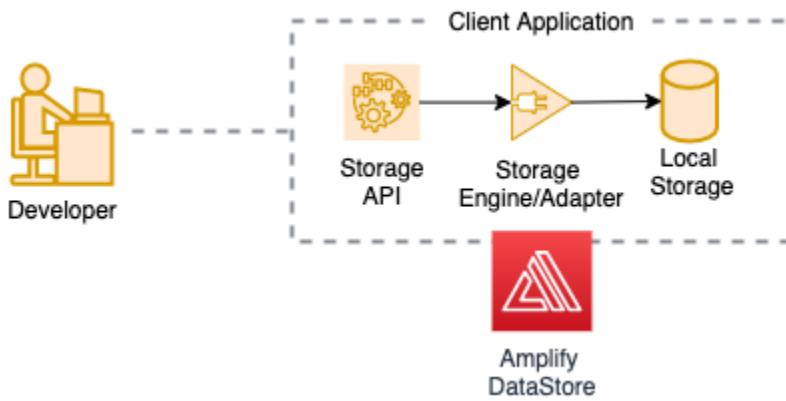 Client Application
Storage
API
Storage
Engine/Adapter
Local
Storage
Developer
Amplify
DataStore